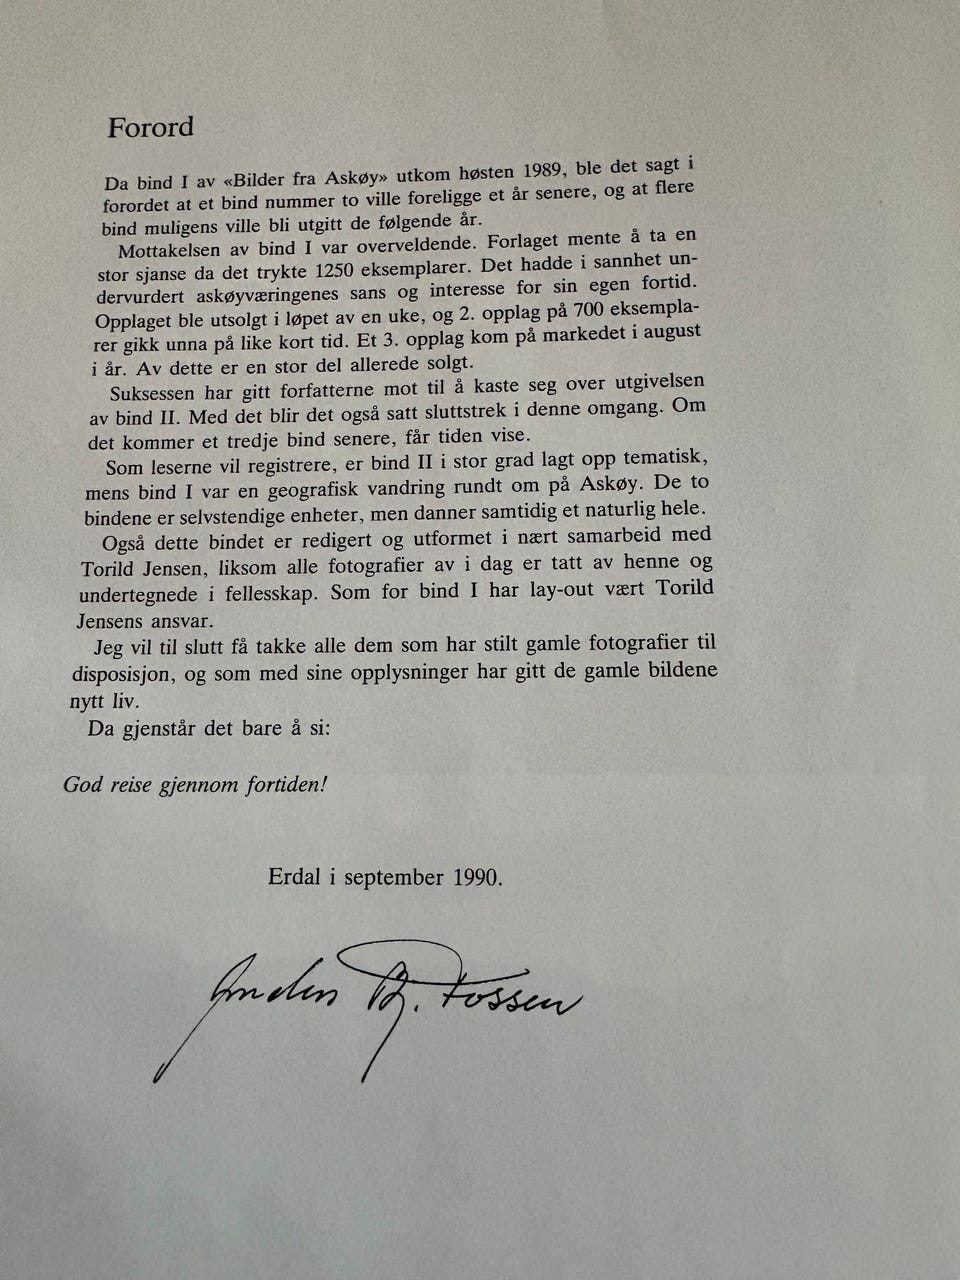 Forord
Da bind I av «Bilder fra Askøy» utkom høsten 1989, ble det sagt i
forordet at et bind nummer to ville foreligge et år senere, og at flere
bind muligens ville bli utgitt de følgende år.
Mottakelsen av bind I var overveldende. Forlaget mente å ta en
stor sjanse da det trykte 1250 eksemplarer. Det hadde i sannhet un-
dervurdert askøyværingenes sans og interesse for sin egen fortid.
Opplaget ble utsolgt i løpet av en uke, og 2. opplag på 700 eksempla-
rer gikk unna på like kort tid. Et 3. opplag kom på markedet i august
i år. Av dette er en stor del allerede solgt.
Suksessen har gitt forfatterne mot til å kaste seg over utgivelsen
av bind II. Med det blir det også satt sluttstrek i denne omgang. Om
det kommer et tredje bind senere, får tiden vise.
Som leserne vil registrere, er bind II i stor grad lagt opp tematisk,
mens bind I var en geografisk vandring rundt om på Askøy. De to
bindene er selvstendige enheter, men danner samtidig et naturlig hele.
Også dette bindet er redigert og utformet i nært samarbeid med
Torild Jensen, liksom alle fotografier av i dag er tatt av henne og
undertegnede i fellesskap. Som for bind I har lay-out vært Torild
Jensens ansvar.
Jeg vil til slutt få takke alle dem som har stilt gamle fotografier til
disposisjon, og som med sine opplysninger har gitt de gamle bildene
nytt liv.
Da gjenstår det bare å si:
God reise gjennom fortiden!
Erdal i september 1990.
Anders Bj. Fossen